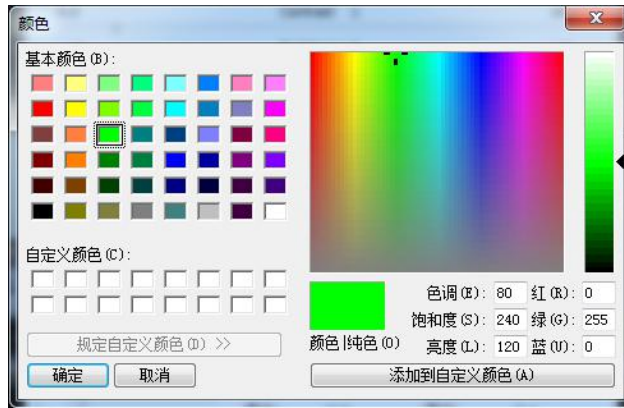 颜色
基本颜色(B):
自定义颜色(C):
规定自定义颜色(D) >>
确定 取消
颜色|纯色(O)
色调(E): 80 红(R): 0
饱和度(S): 240 绿(G): 255
亮度(L): 120 蓝(U): 0
添加到自定义颜色(A)